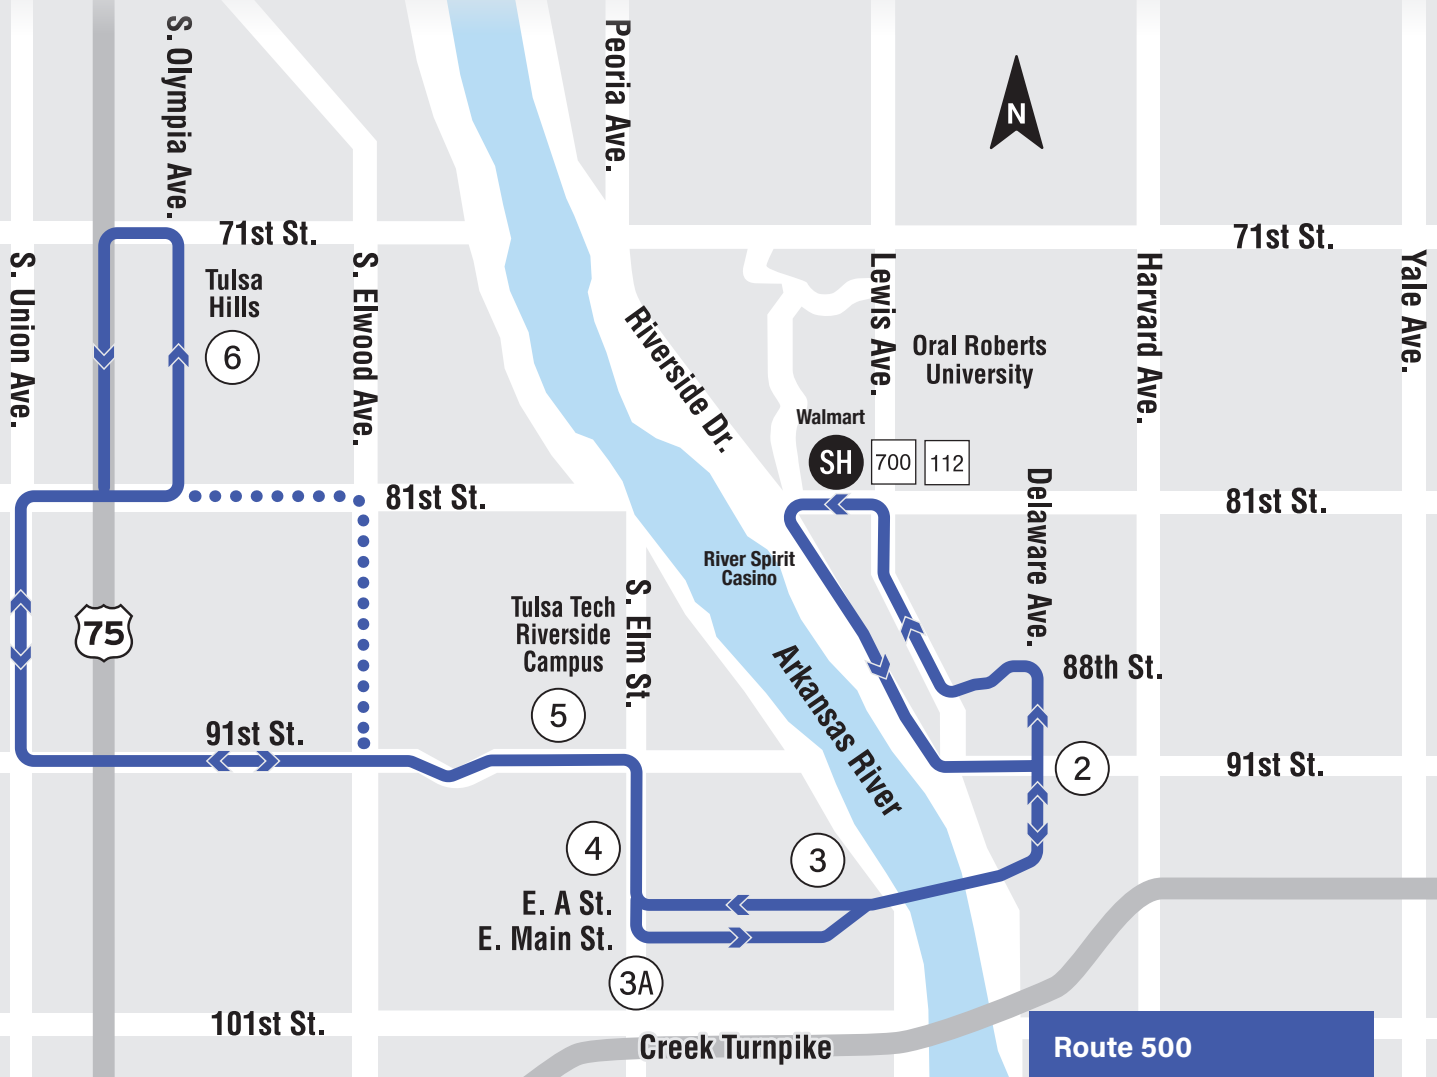 S. Olympia Ave.
Peoria Ave.
N
71st St.
71st St.
S. Union Ave.
Tulsa
Hills
6
S. Elwood Ave.
Riverside Dr.
Lewis Ave.
Oral Roberts
University
Harvard Ave.
Yale Ave.
Walmart
SH
700
112
81st St.
81st St.
Delaware Ave.
River Spirit
Casino
75
Tulsa Tech
Riverside
Campus
5
S. Elm St.
Arkansas River
88th St.
91st St.
2
91st St.
4
3
E. A St.
E. Main St.
3A
101st St.
Creek Turnpike
Route 500